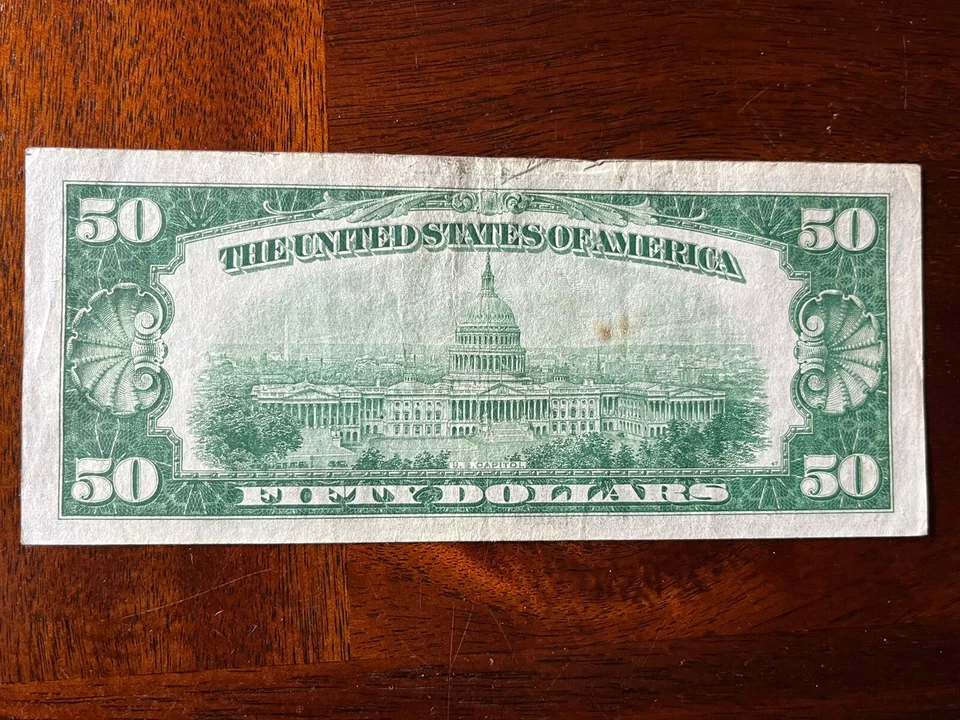 50 50
THE UNITED STATES OF AMERICA
U.S. CAPITOL
50 50
FIFTY DOLLARS